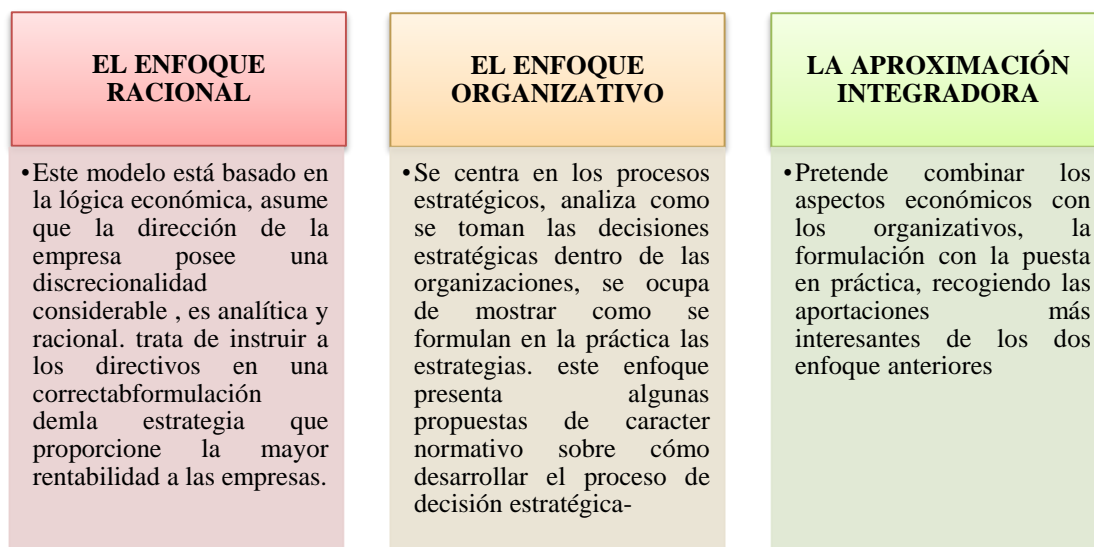 EL ENFOQUE
RACIONAL
•Este modelo está basado en
la lógica económica, asume
que la dirección de la
empresa posee una
discrecionalidad
considerable , es analítica y
racional. trata de instruir a
los directivos en una
correctabformulación
demla estrategia que
proporcione la mayor
rentabilidad a las empresas.
EL ENFOQUE
ORGANIZATIVO
•Se centra en los procesos
estratégicos, analiza como
se toman las decisiones
estratégicas dentro de las
organizaciones, se ocupa
de mostrar como se
formulan en la práctica las
estrategias. este enfoque
presenta algunas
propuestas de caracter
normativo sobre cómo
desarrollar el proceso de
decisión estratégica-
LA APROXIMACIÓN
INTEGRADORA
•Pretende combinar los
aspectos económicos con
los organizativos, la
formulación con la puesta
en práctica, recogiendo las
aportaciones más
interesantes de los dos
enfoque anteriores